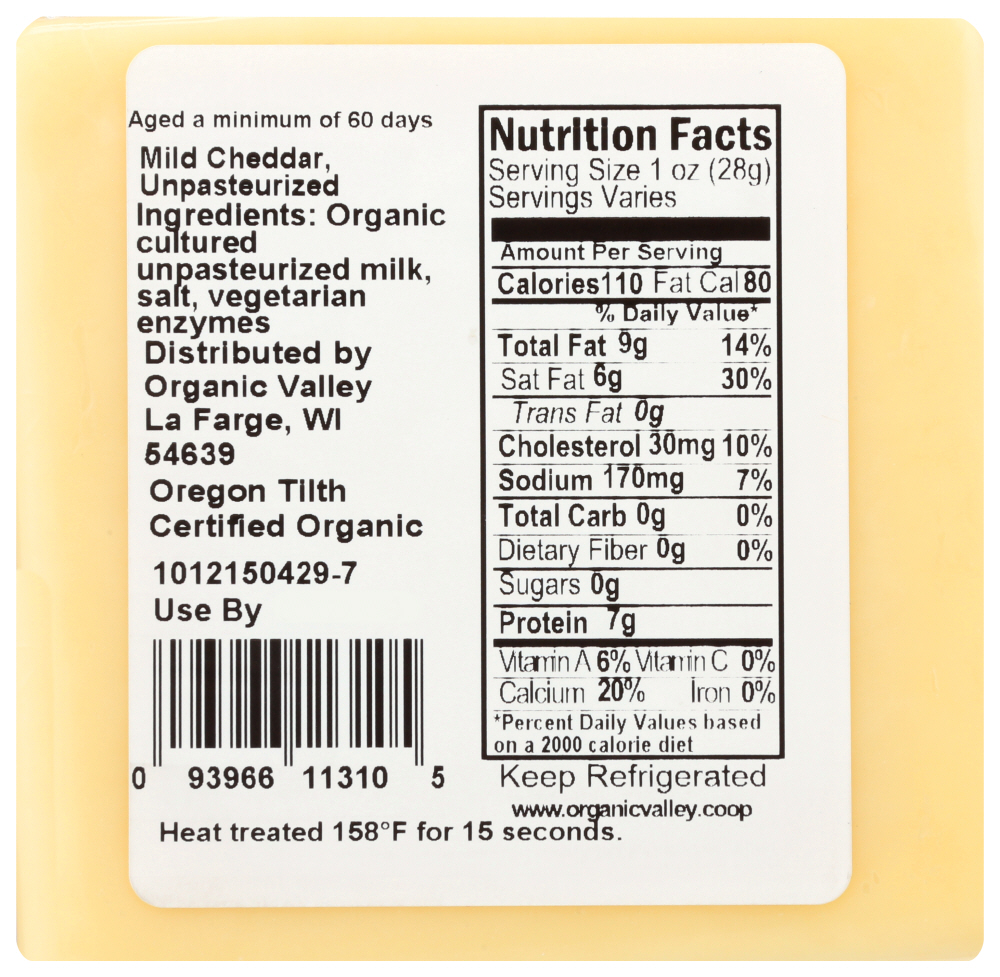 Aged a minimum of 60 days
Mild Cheddar,
Unpasteurized
Ingredients: Organic
cultured
unpasteurized milk,
salt, vegetarian
enzymes
Distributed by
Organic Valley
La Farge, WI
54639
Oregon Tilth
Certified Organic
1012150429-7
Use By
0 93966 11310 5
Nutrition Facts
Serving Size 1 oz (28g)
Servings Varies
Amount Per Serving
Calories 110 Fat Cal 80
% Daily Value*
Total Fat 9g 14%
Sat Fat 6g 30%
Trans Fat 0g
Cholesterol 30mg 10%
Sodium 170mg 7%
Total Carb 0g 0%
Dietary Fiber 0g 0%
Sugars 0g
Protein 7g
Vitamin A 6% Vitamin C 0%
Calcium 20% Iron 0%
*Percent Daily Values based
on a 2000 calorie diet
Keep Refrigerated
www.organicvalley.coop
Heat treated 158°F for 15 seconds.